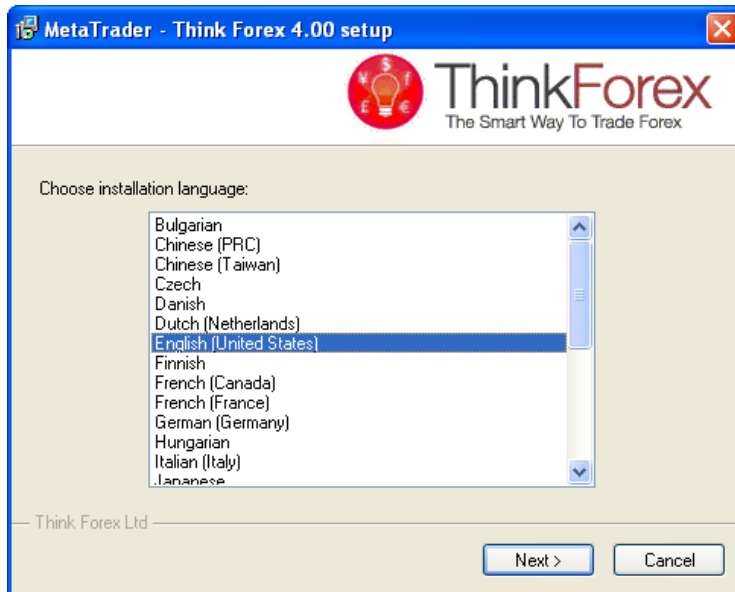 MetaTrader - Think Forex 4.00 setup
ThinkForex
The Smart Way To Trade Forex
Choose installation language:
Bulgarian
Chinese (PRC)
Chinese (Taiwan)
Czech
Danish
Dutch (Netherlands)
English (United States)
Finnish
French (Canada)
French (France)
German (Germany)
Hungarian
Italian (Italy)
Japanese
Think Forex Ltd
Next >
Cancel